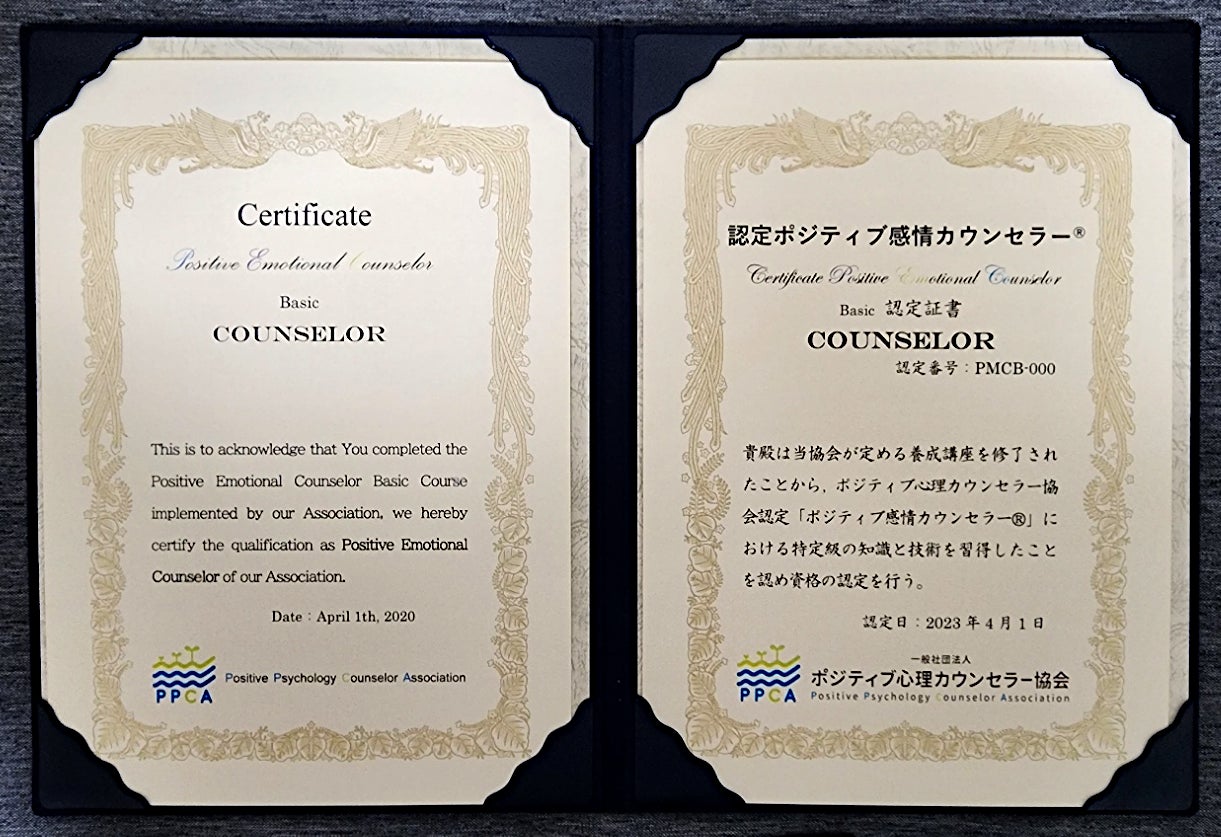 Certificate
Positive Emotional Counselor
Basic
COUNSELOR
This is to acknowledge that You completed the
Positive Emotional Counselor Basic Course
implemented by our Association, we hereby
certify the qualification as Positive Emotional
Counselor of our Association.
Date : April 1th, 2020
PPCA
Positive Psychology Counselor Association
認定ポジティブ感情カウンセラー®
Certificate Positive Emotional Counselor
Basic 認定証書
COUNSELOR
認定番号：PMCB-000
貴殿は当協会が定める養成講座を修了され
たことから、ポジティブ心理カウンセラー協
会認定「ポジティブ感情カウンセラー®」に
おける特定級の知識と技術を習得したこと
を認め資格の認定を行う。
認定日：2023年4月1日
PPCA
一般社団法人
ポジティブ心理カウンセラー協会
Positive Psychology Counselor Association